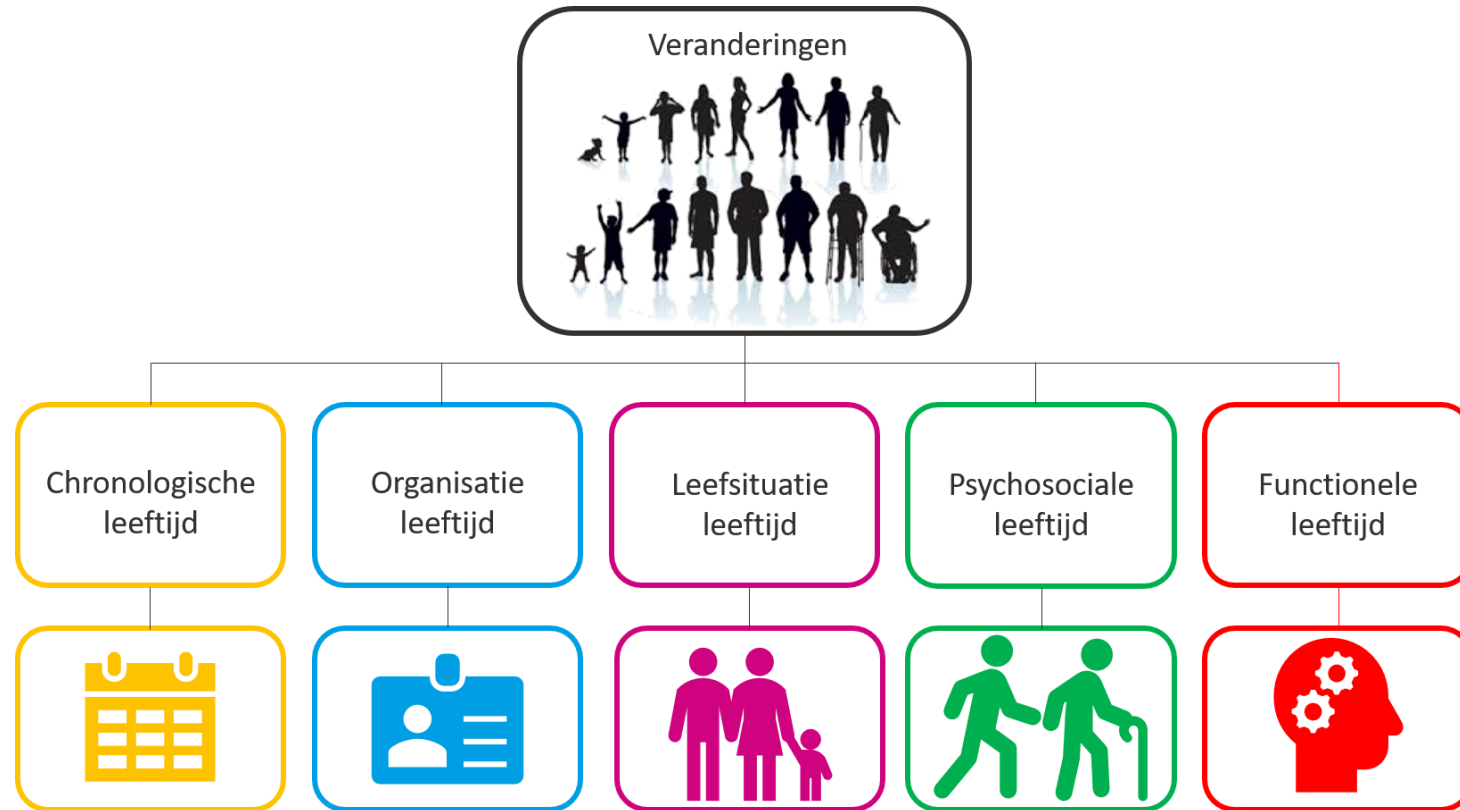 Veranderingen
Chronologische
leeftijd
Organisatie
leeftijd
Leefsituatie
leeftijd
Psychosociale
leeftijd
Functionele
leeftijd